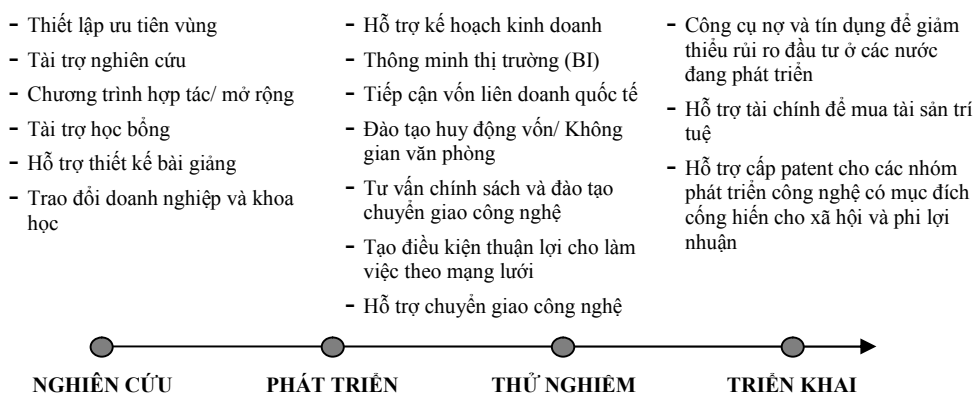 - Thiết lập ưu tiên vùng
- Tài trợ nghiên cứu
- Chương trình hợp tác/ mở rộng
- Tài trợ học bổng
- Hỗ trợ thiết kế bài giảng
- Trao đổi doanh nghiệp và khoa
học
- Hỗ trợ kế hoạch kinh doanh
- Thông minh thị trường (BI)
- Tiếp cận vốn liên doanh quốc tế
- Đào tạo huy động vốn/ Không
gian văn phòng
- Tư vấn chính sách và đào tạo
chuyển giao công nghệ
- Tạo điều kiện thuận lợi cho làm
việc theo mạng lưới
- Hỗ trợ chuyển giao công nghệ
- Công cụ nợ và tín dụng để giảm
thiểu rủi ro đầu tư ở các nước
đang phát triển
- Hỗ trợ tài chính để mua tài sản trí
tuệ
- Hỗ trợ cấp patent cho các nhóm
phát triển công nghệ có mục đích
cống hiến cho xã hội và phi lợi
nhuận
NGHIÊN CỨU
PHÁT TRIỂN
THỬ NGHIỆM
TRIỂN KHAI